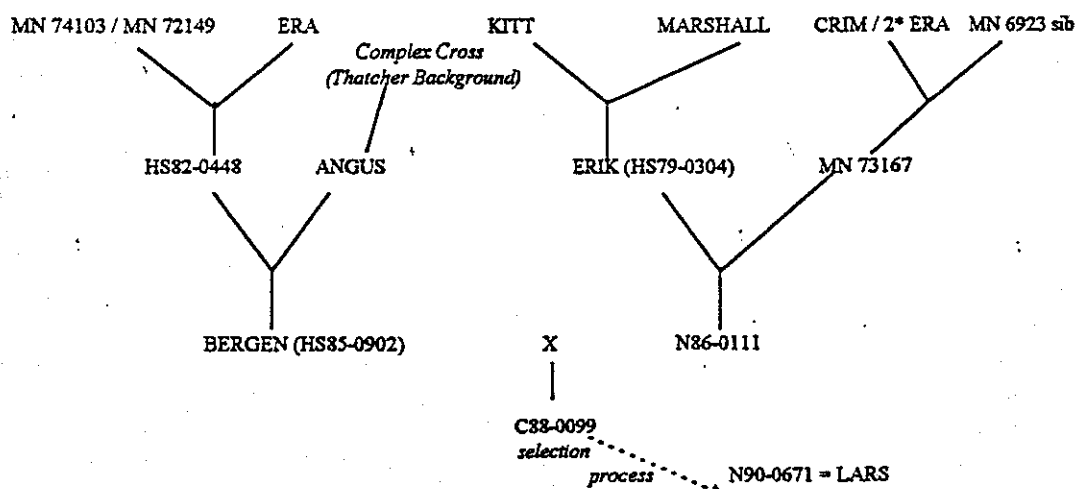 MN 74103 / MN 72149 ERA KITT MARSHALL CRIM / 2* ERA MN 6923 sib
Complex Cross
(Thatcher Background)
HS82-0448 ANGUS ERIK (HS79-0304) MN 73167
BERGEN (HS85-0902) X N86-0111
C88-0099
selection
process N90-0671 = LARS